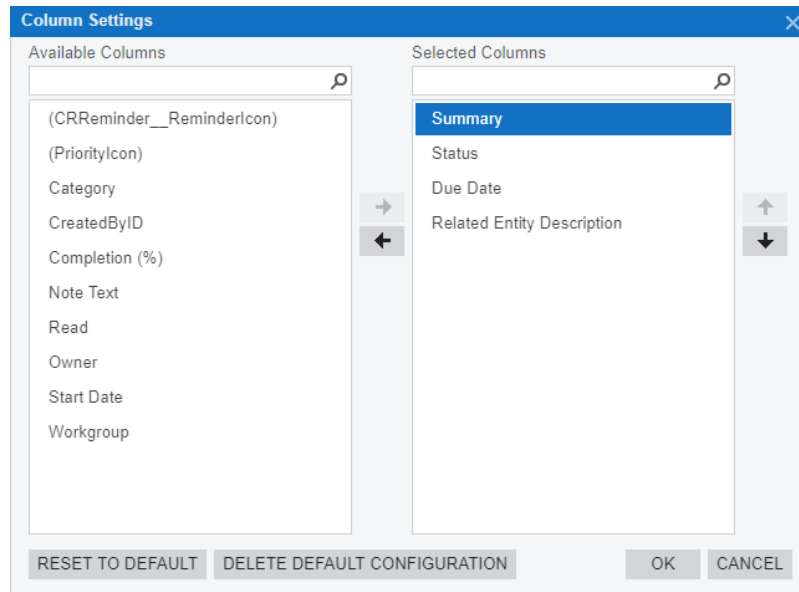 Column Settings
Available Columns
Selected Columns
(CRReminder__ReminderIcon)
(PriorityIcon)
Category
CreatedByID
Completion (%)
Note Text
Read
Owner
Start Date
Workgroup
Summary
Status
Due Date
Related Entity Description
RESET TO DEFAULT
DELETE DEFAULT CONFIGURATION
OK
CANCEL